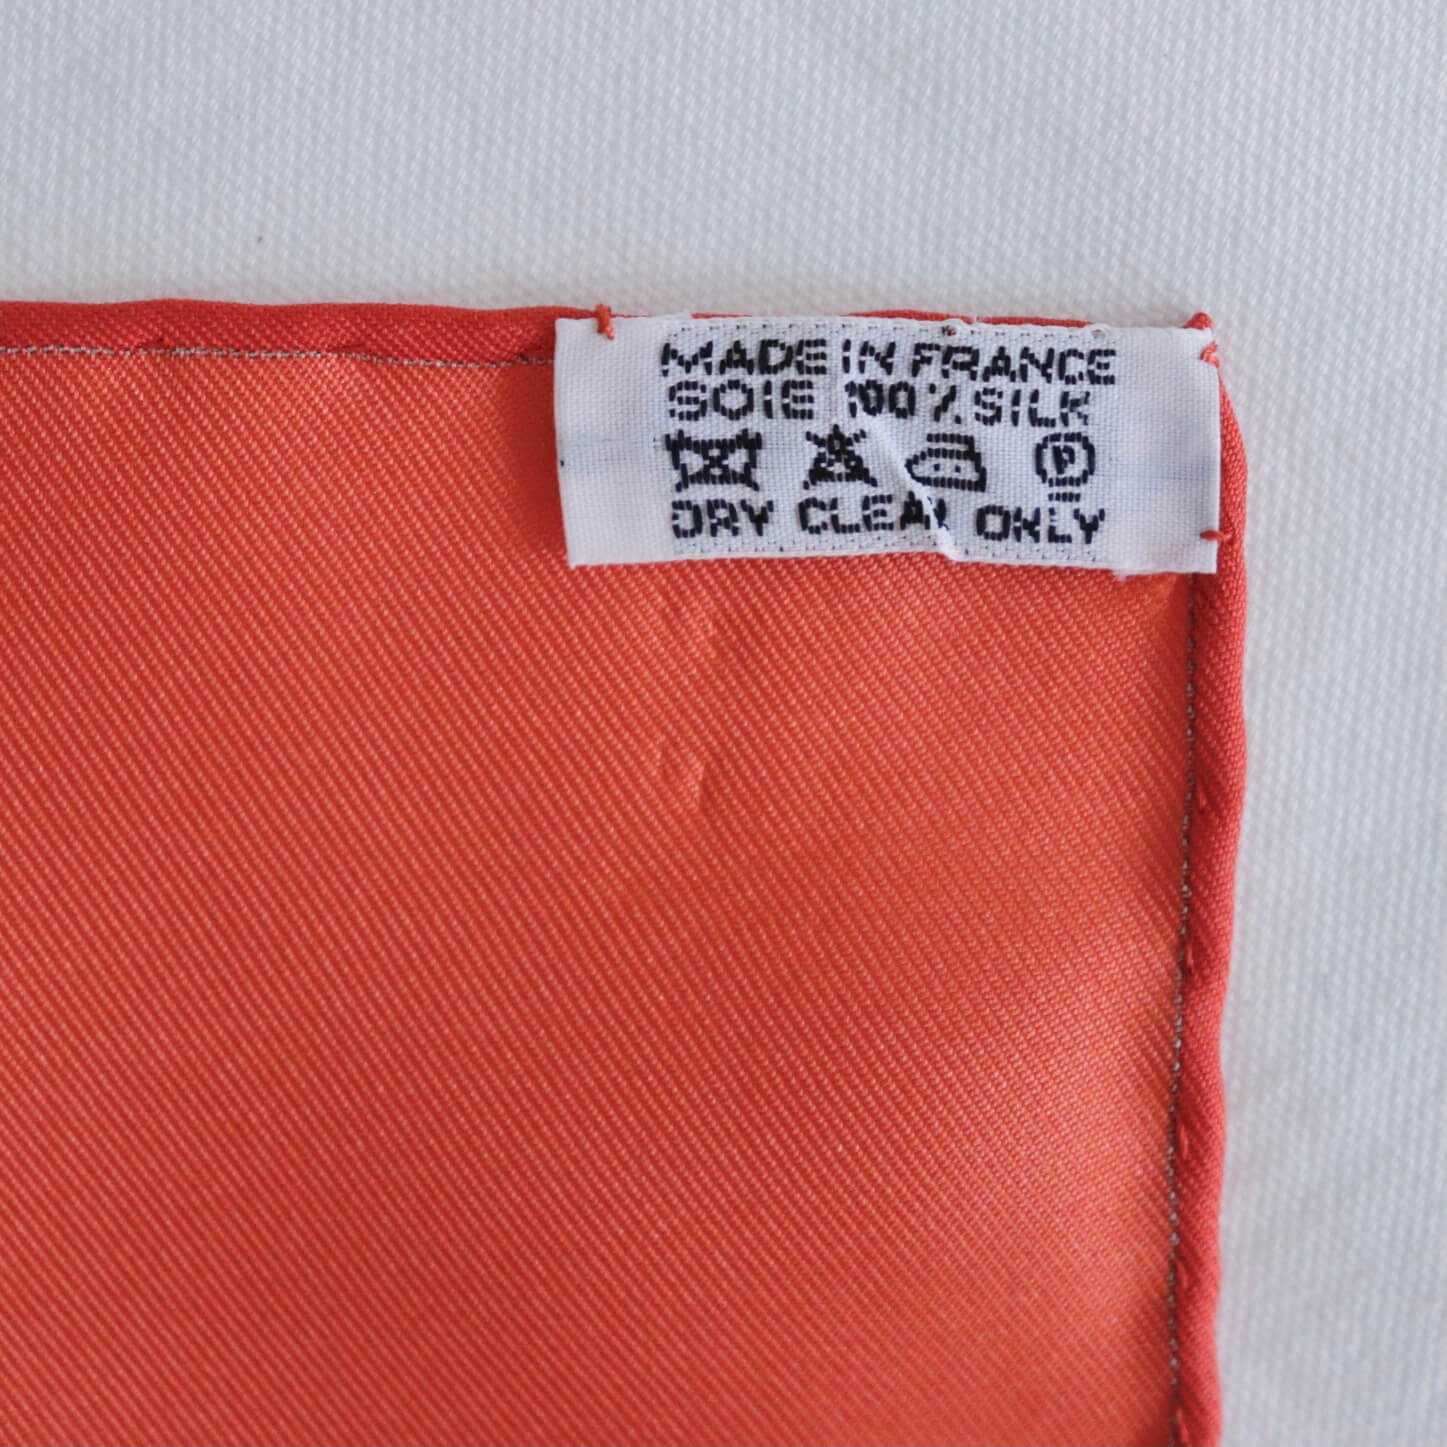 MADE IN FRANCE
SOIE 100% SILK
P
DRY CLEAN ONLY